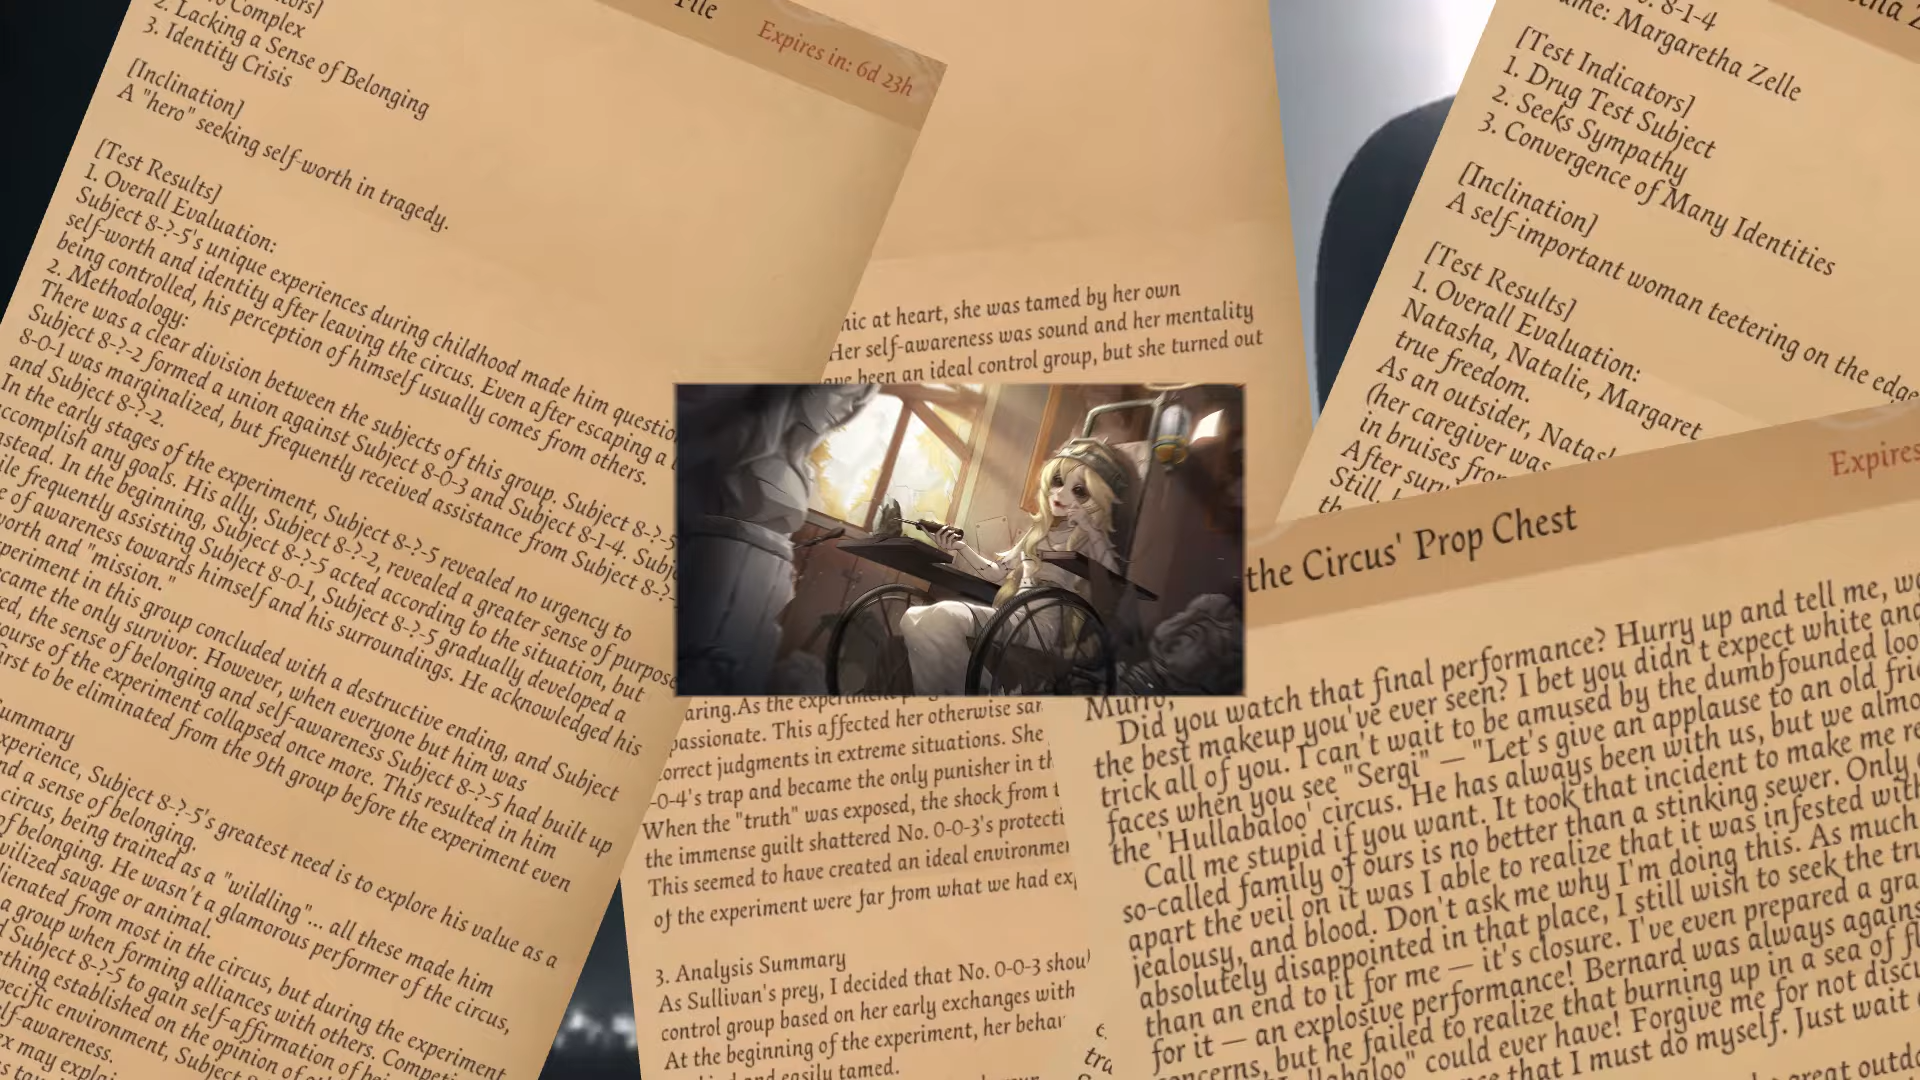 File
Expires in: 6d 23h
Complex
2. Lacking a Sense of Belonging
3. Identity Crisis
[Inclination]
A "hero" seeking self-worth in tragedy.
[Test Results]
1. Overall Evaluation:
Subject 8-?-5's unique experiences during childhood made him question
self-worth and identity after leaving the circus. Even after escaping a
being controlled, his perception of himself usually comes from others.
2. Methodology:
There was a clear division between the subjects of this group. Subject 8-?-5
Subject 8-?-2 formed a union against Subject 8-0-3 and Subject 8-1-4. Subj
8-0-1 was marginalized, but frequently received assistance from Subject 8-?-
and Subject 8-?-2.
In the early stages of the experiment, Subject 8-?-5 revealed no urgency to
accomplish any goals. His ally, Subject 8-?-2, revealed a greater sense of purpose
instead. In the beginning, Subject 8-?-5 acted according to the situation, but
while frequently assisting Subject 8-0-1, Subject 8-?-5 gradually developed a
of awareness towards himself and his surroundings. He acknowledged his
worth and "mission."
experiment in this group concluded with a destructive ending, and Subject
became the only survivor. However, when everyone but him was
the sense of belonging and self-awareness Subject 8-?-5 had built up
course of the experiment collapsed once more. This resulted in him
first to be eliminated from the 9th group before the experiment even
Summary
experience, Subject 8-?-5's greatest need is to explore his value as a
and a sense of belonging.
circus, being trained as a "wildling"... all these made him
of belonging. He wasn't a glamorous performer of the circus,
savage or animal.
alienated from most in the circus, but during the experiment
a group when forming alliances with others.
Subject 8-?-5 to gain self-affirmation of
established on the opinion of
specific environment, Subject
self-awareness.
may
at heart, she was tamed by her own
Her self-awareness was sound and her mentality
have been an ideal control group, but she turned out
As the
passionate. This affected her otherwise
correct judgments in extreme situations. She
-0-4's trap and became the only punisher in
When the "truth" was exposed, the shock from
the immense guilt shattered No. 0-0-3's
This seemed to have created an ideal
of the experiment were far from what we had
3. Analysis Summary
As Sullivan's prey, I decided that No. 0-0-3
control group based on her early exchanges with
At the beginning of the experiment, her
and easily tamed.
8-1-4
Margaretha Zelle
[Test Indicators]
1. Drug Test Subject
2. Seeks Sympathy
3. Convergence of Many Identities
[Inclination]
A self-important woman teetering on the edge
[Test Results]
1. Overall Evaluation:
Natasha, Natalie, Margaret
true freedom.
As an outsider,
(her caregiver was
in bruises from
After
Still,
Expires
the Circus' Prop Chest
Murro,
Did you watch that final performance? Hurry up and tell me,
the best makeup you've ever seen? I bet you didn't expect white and
trick all of you. I can't wait to be amused by the dumbfounded
faces when you see "Sergi" — "Let's give an applause to an old
the 'Hullabaloo' circus. He has always been with us, but we
Call me stupid if you want. It took that incident to make me
so-called family of ours is no better than a stinking sewer. Only
apart the veil on it was I able to realize that it was infested with
jealousy, and blood. Don't ask me why I'm doing this. As much
absolutely disappointed in that place, I still wish to seek the
than an end to it for me — it's closure. I've even prepared a
for it — an explosive performance! Bernard was always
concerns, but he failed to realize that burning up in a sea of
could ever have! Forgive me for not
that I must do myself. Just wait
great